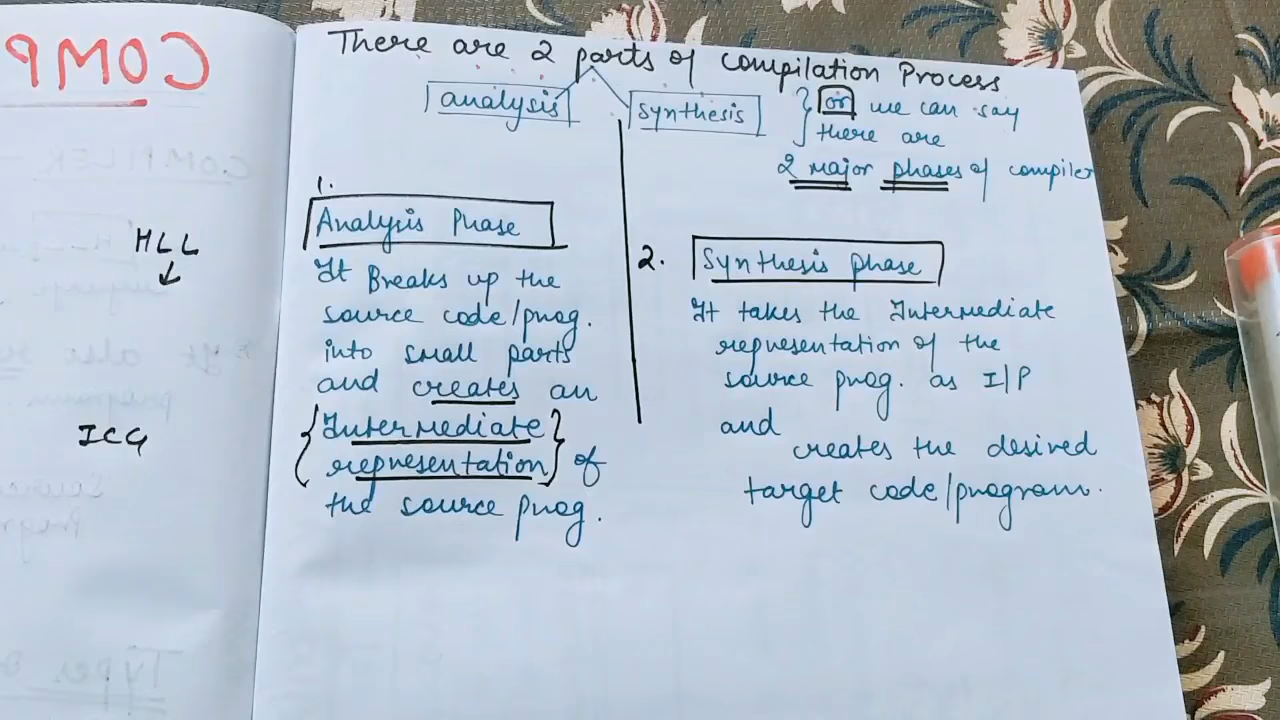 There are 2 parts of compilation Process
analysis
synthesis
or we can say
there are
2 major phases of compiler
1.
Analysis Phase
It Breaks up the
source code/prog.
into small parts
and creates an
{Intermediate
representation} of
the source prog.
2. Synthesis phase
It takes the Intermediate
representation of the
source prog. as I/P
and
creates the desired
target code/program.
HLL
ICG
COMP
COMPILER